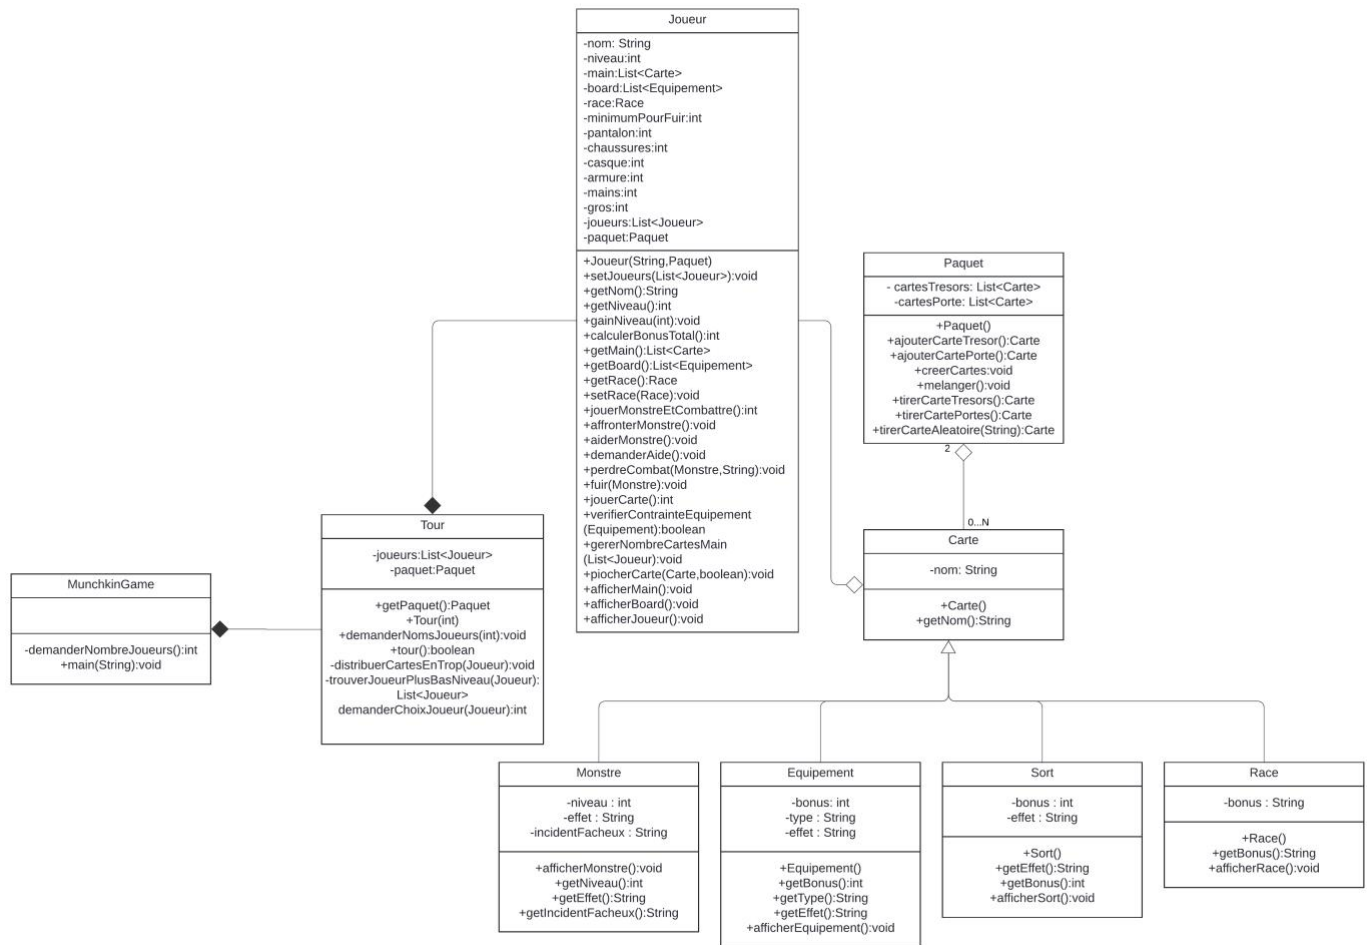 Joueur
-nom: String
-niveau:int
-main:List<Carte>
-board:List<Equipement>
-race:Race
-minimumPourFuir:int
-pantalon:int
-chaussures:int
-casque:int
-armure:int
-mains:int
-gros:int
-joueurs:List<Joueur>
-paquet:Paquet
+Joueur(String,Paquet)
+setJoueurs(List<Joueur>):void
+getNom():String
+getNiveau():int
+gainNiveau(int):void
+calculerBonusTotal():int
+getMain():List<Carte>
+getBoard():List<Equipement>
+getRace():Race
+setRace(Race):void
+jouerMonstreEtCombattre():int
+affronterMonstre():void
+aiderMonstre():void
+demanderAide():void
+perdreCombat(Monstre,String):void
+fuir(Monstre):void
+jouerCarte():int
+verifierContrainteEquipement
(Equipement):boolean
+gererNombreCartesMain
(List<Joueur):void
+piocherCarte(Carte,boolean):void
+afficherMain():void
+afficherBoard():void
+afficherJoueur():void
Paquet
- cartesTresors: List<Carte>
-cartesPorte: List<Carte>
+Paquet()
+ajouterCarteTresor():Carte
+ajouterCartePorte():Carte
+creerCartes:void
+melanger():void
+tirerCarteTresors():Carte
+tirerCartePortes():Carte
+tirerCarteAleatoire(String):Carte
2
0...N
Carte
-nom: String
+Carte()
+getNom():String
Tour
-joueurs:List<Joueur>
-paquet:Paquet
+getPaquet():Paquet
+Tour(int)
+demanderNomsJoueurs(int):void
+tour():boolean
-distribuerCartesEnTrop(Joueur):void
-trouverJoueurPlusBasNiveau(Joueur):
List<Joueur>
demanderChoixJoueur(Joueur):int
MunchkinGame
-demanderNombreJoueurs():int
+main(String):void
Monstre
-niveau : int
-effet : String
-incidentFacheux : String
+afficherMonstre():void
+getNiveau():int
+getEffet():String
+getIncidentFacheux():String
Equipement
-bonus: int
-type : String
-effet : String
+Equipement()
+getBonus():int
+getType():String
+getEffet():String
+afficherEquipement():void
Sort
-bonus : int
-effet : String
+Sort()
+getEffet():String
+getBonus():int
+afficherSort():void
Race
-bonus : String
+Race()
+getBonus():String
+afficherRace():void